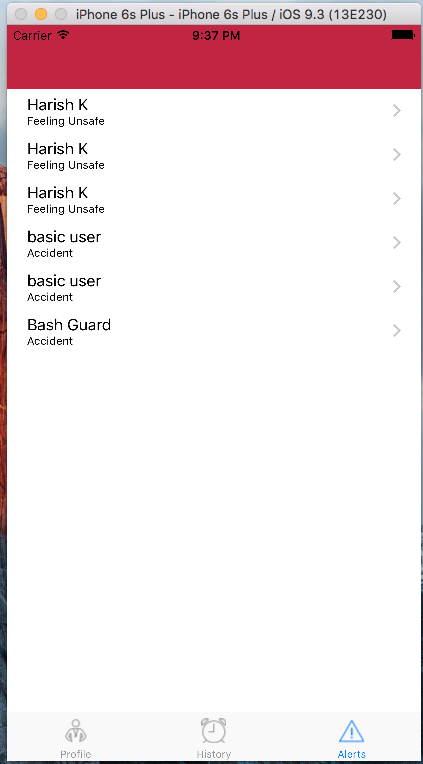 iPhone 6s Plus - iPhone 6s Plus / iOS 9.3 (13E230)
Carrier 9:37 PM
Harish K
Feeling Unsafe
Harish K
Feeling Unsafe
Harish K
Feeling Unsafe
basic user
Accident
basic user
Accident
Bash Guard
Accident
Profile History Alerts